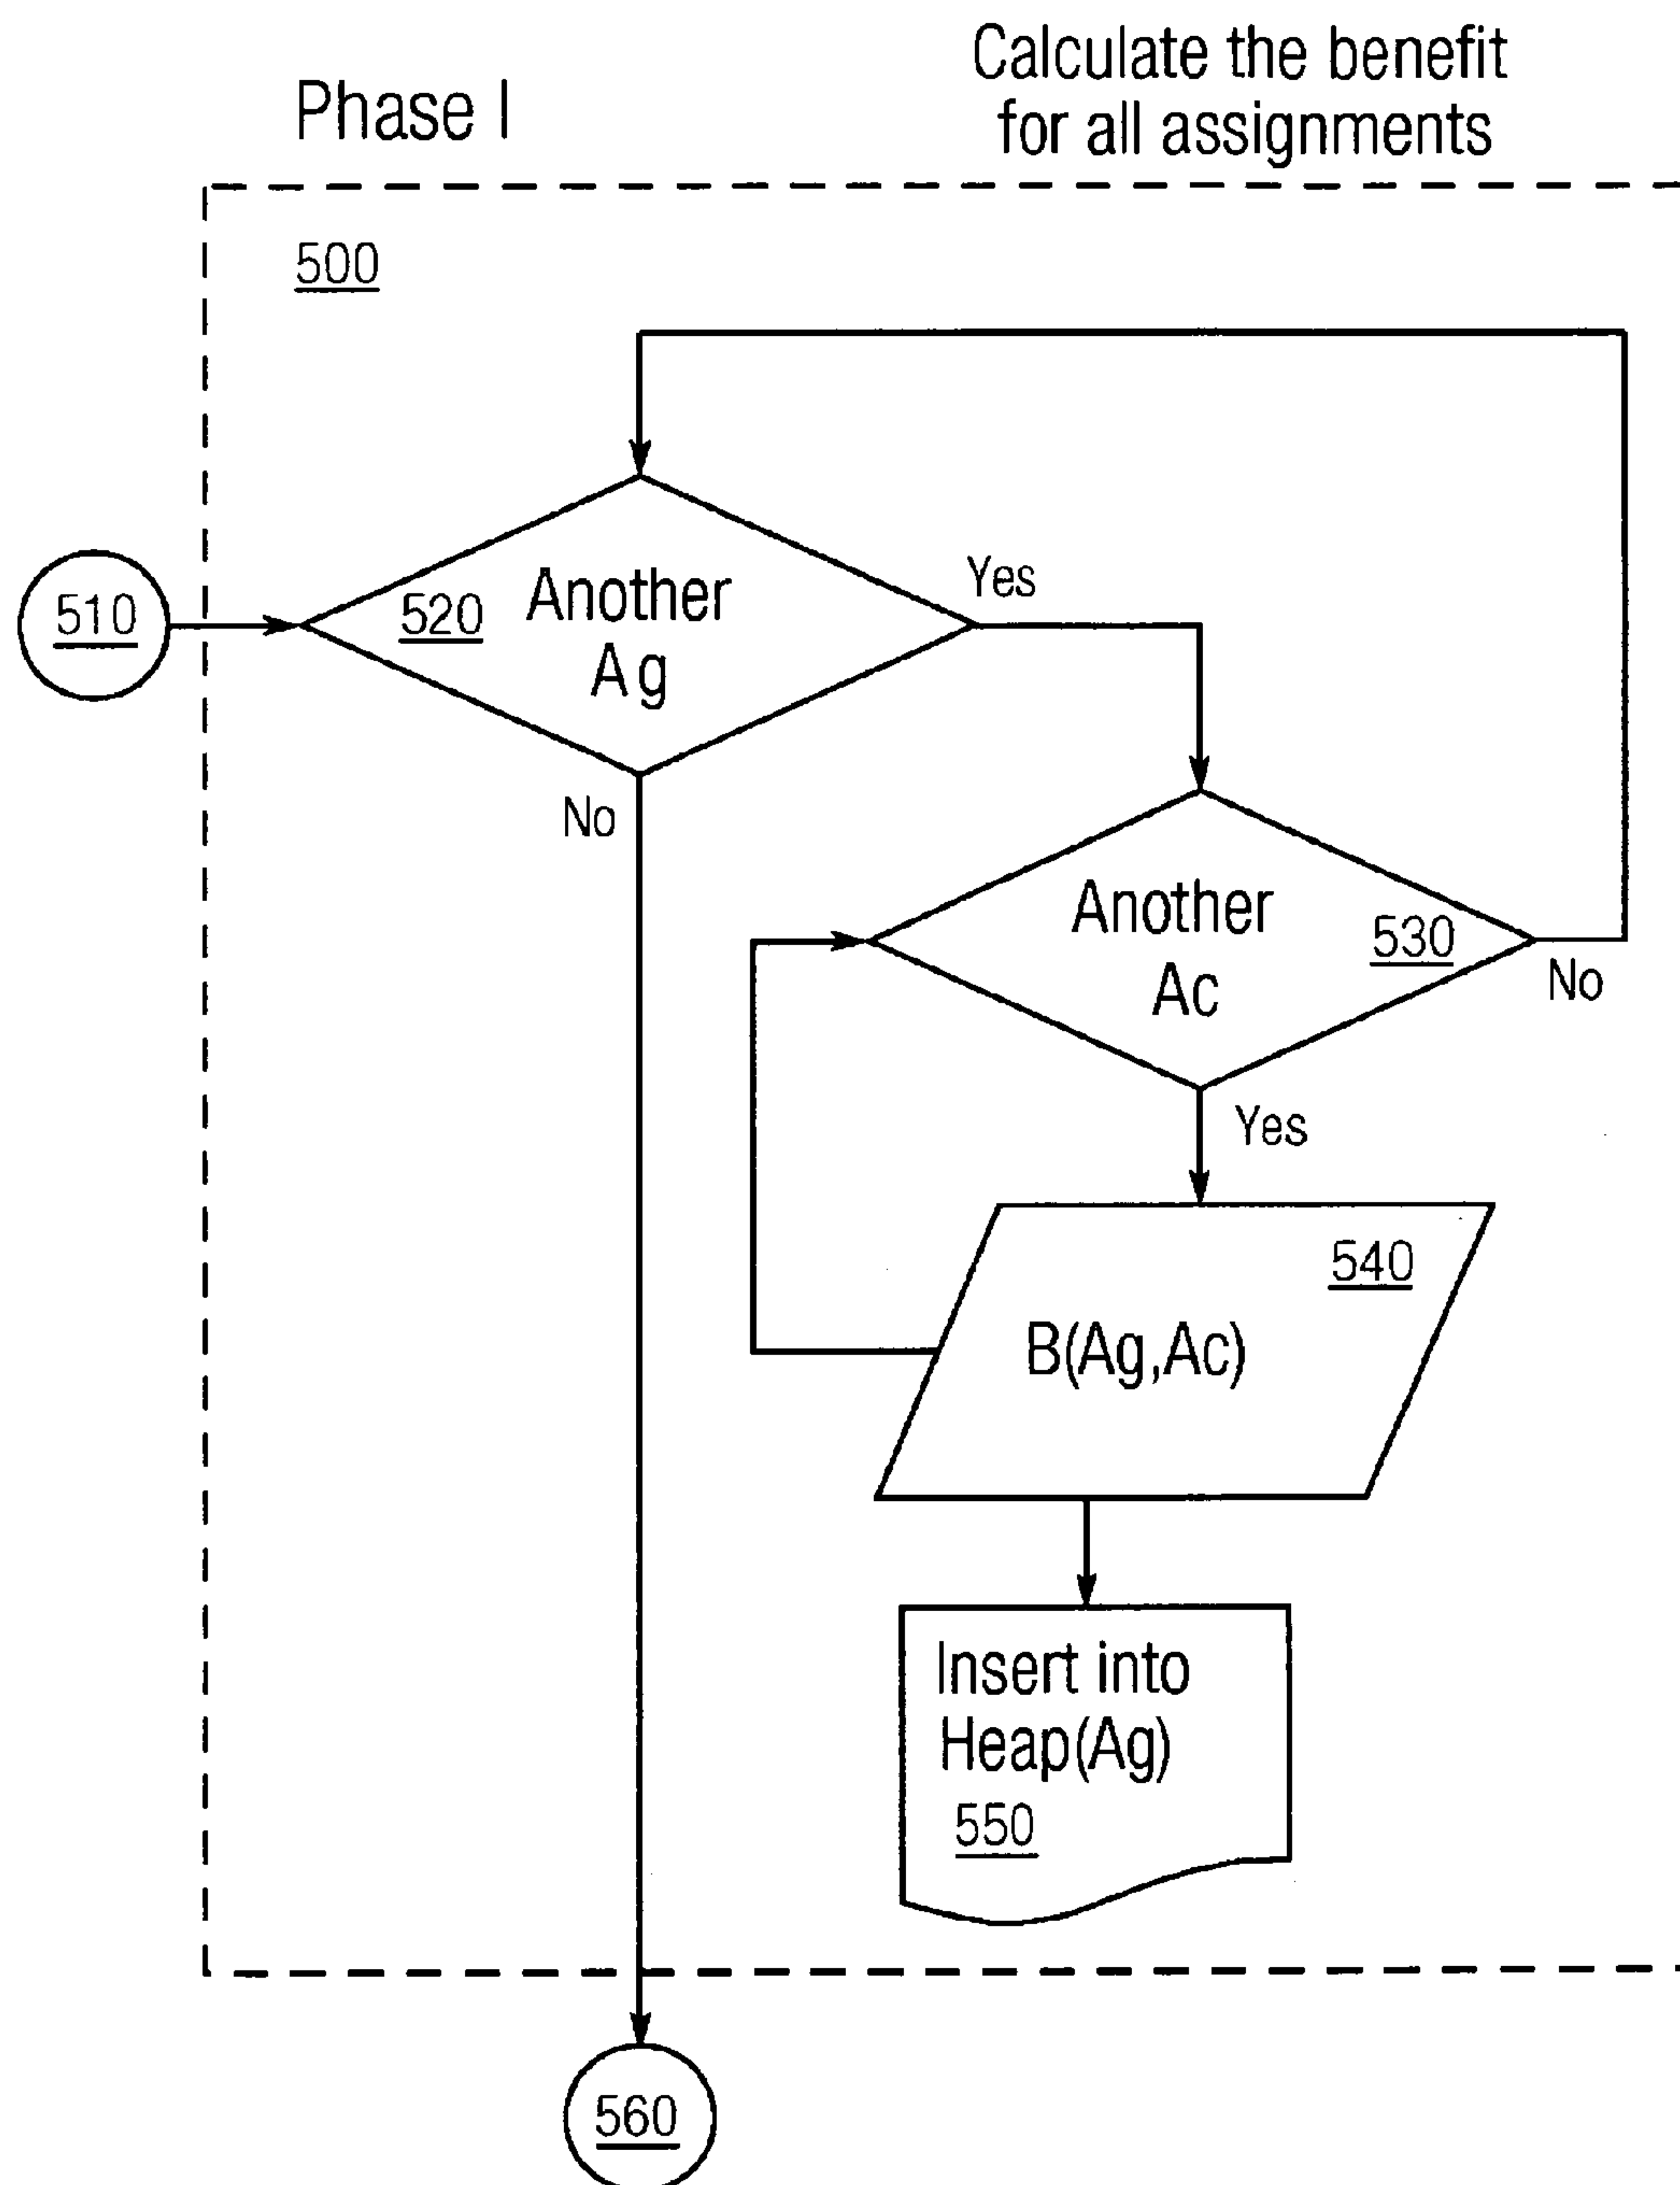 Phase I
Calculate the benefit
for all assignments
500
510
520
Another
Ag
Yes
No
Another
Ac
530
No
Yes
540
B(Ag,Ac)
Insert into
Heap(Ag)
550
560